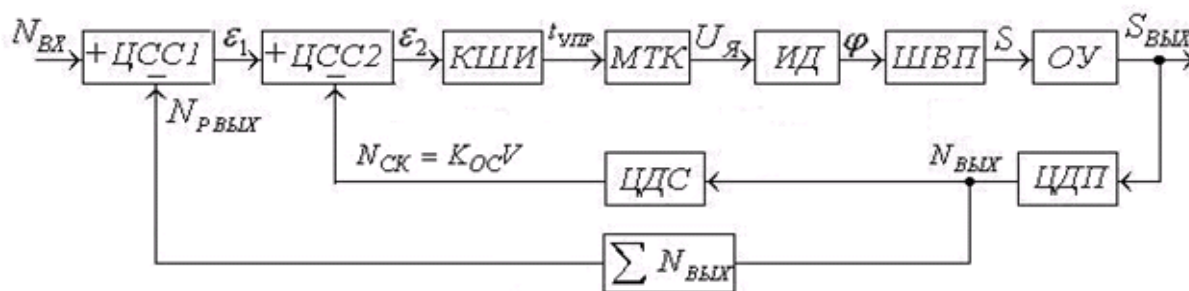 N_ВХ + ЦСС1 ε₁ + ЦСС2 ε₂ КШИ t_УПР МТК U_Я ИД φ ШВП S ОУ S_ВЫХ
− −
N_Р ВЫХ
N_СК = K_ОС V ЦДС N_ВЫХ ЦДП
∑ N_ВЫХ